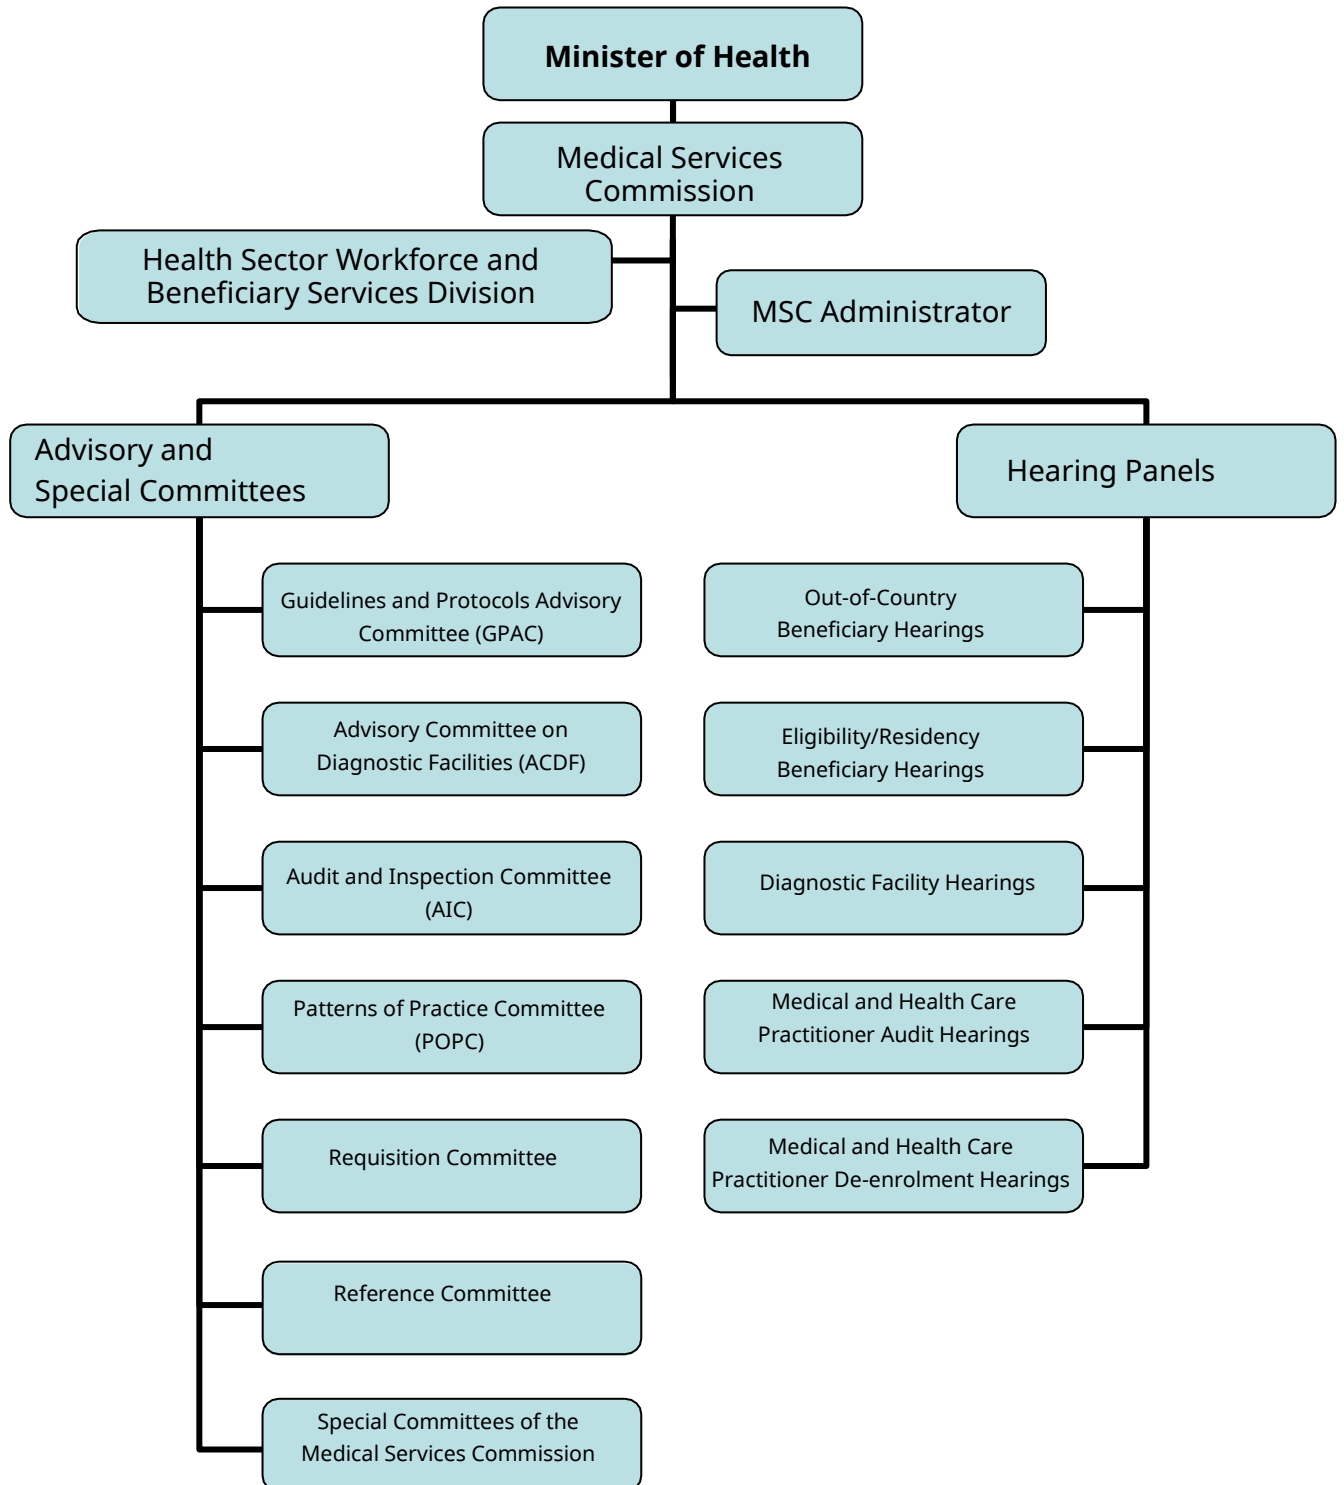 Minister of Health
Medical Services
Commission
Health Sector Workforce and
Beneficiary Services Division
MSC Administrator
Advisory and
Special Committees
Hearing Panels
Guidelines and Protocols Advisory
Committee (GPAC)
Out-of-Country
Beneficiary Hearings
Advisory Committee on
Diagnostic Facilities (ACDF)
Eligibility/Residency
Beneficiary Hearings
Audit and Inspection Committee
(AIC)
Diagnostic Facility Hearings
Patterns of Practice Committee
(POPC)
Medical and Health Care
Practitioner Audit Hearings
Requisition Committee
Medical and Health Care
Practitioner De-enrolment Hearings
Reference Committee
Special Committees of the
Medical Services Commission